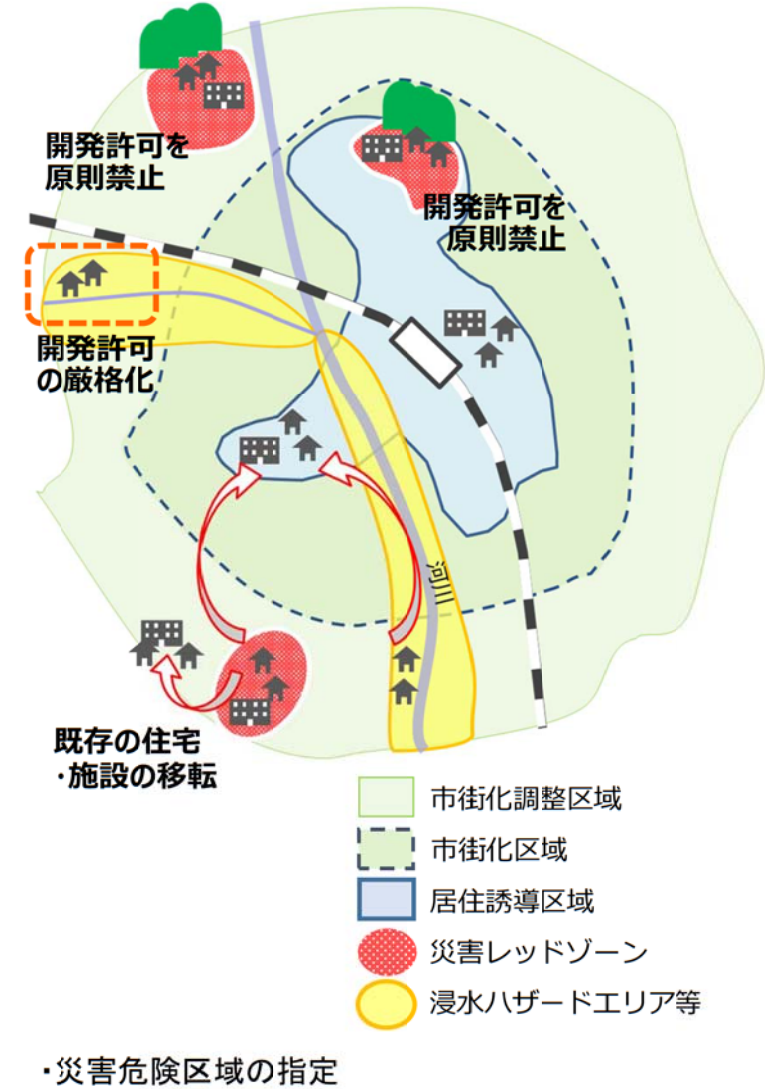 開発許可を
原則禁止
開発許可を
原則禁止
開発許可
の厳格化
河川
既存の住宅
・施設の移転
市街化調整区域
市街化区域
居住誘導区域
災害レッドゾーン
浸水ハザードエリア等
・災害危険区域の指定